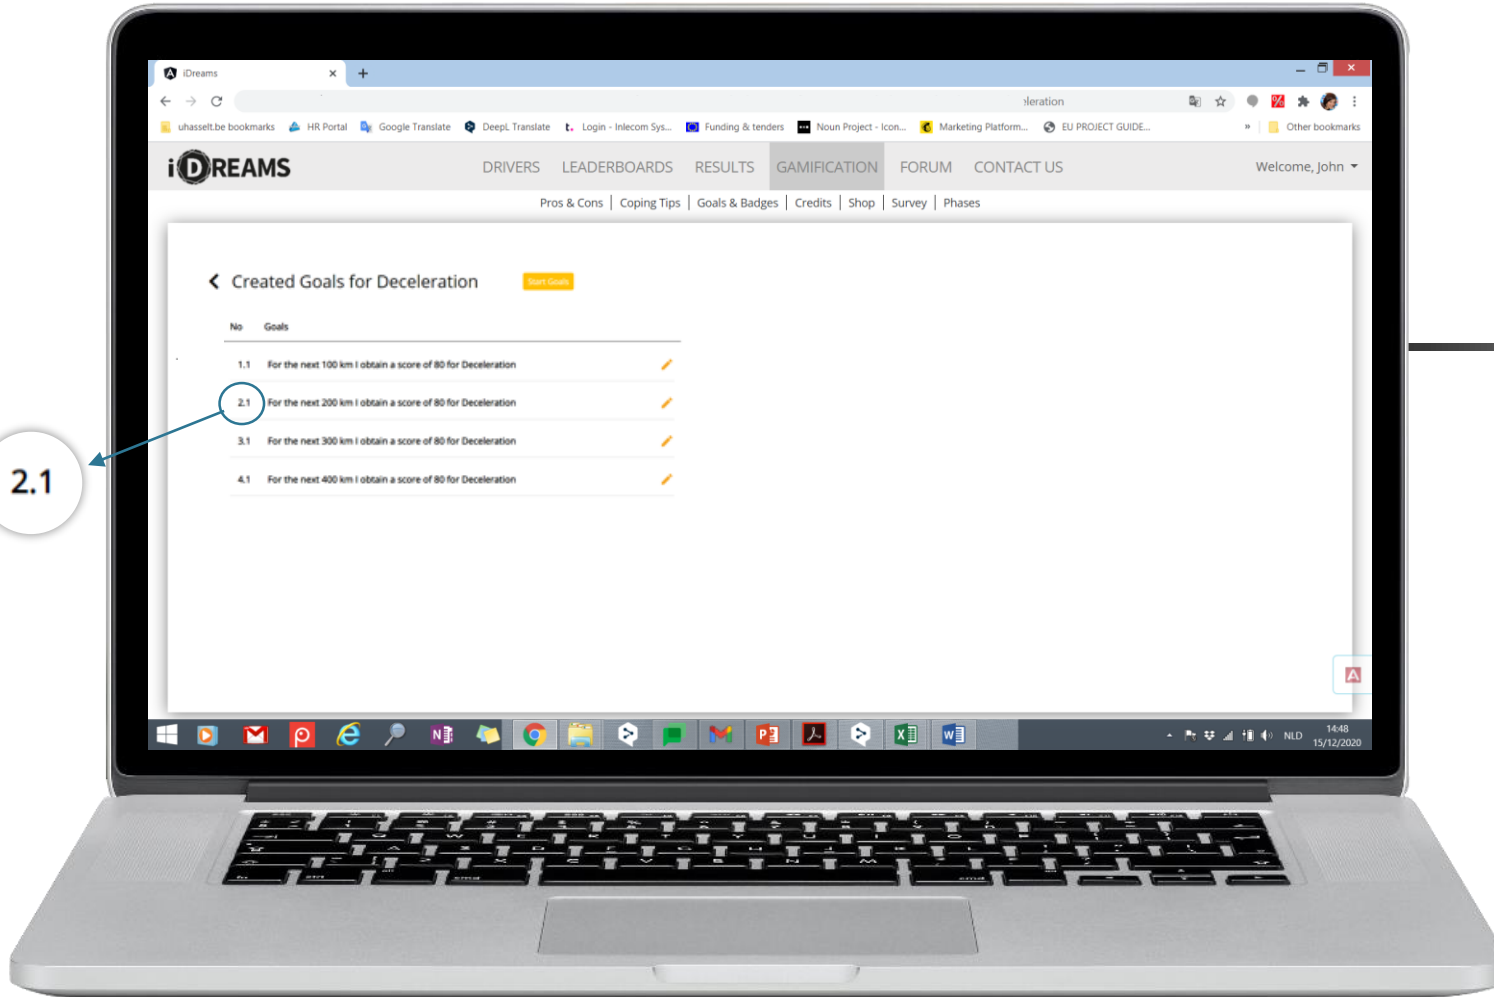 iDreams
eleration
uhasselt.be bookmarks HR Portal Google Translate DeepL Translate Login - Inlecom Sys... Funding & tenders Noun Project - Icon... Marketing Platform... EU PROJECT GUIDE... » Other bookmarks
iDREAMS DRIVERS LEADERBOARDS RESULTS GAMIFICATION FORUM CONTACT US Welcome, John
Pros & Cons | Coping Tips | Goals & Badges | Credits | Shop | Survey | Phases
Created Goals for Deceleration Start Goals
No Goals
1.1 For the next 100 km I obtain a score of 80 for Deceleration
2.1 For the next 200 km I obtain a score of 80 for Deceleration
3.1 For the next 300 km I obtain a score of 80 for Deceleration
4.1 For the next 400 km I obtain a score of 80 for Deceleration
2.1
NLD 14:48
15/12/2020